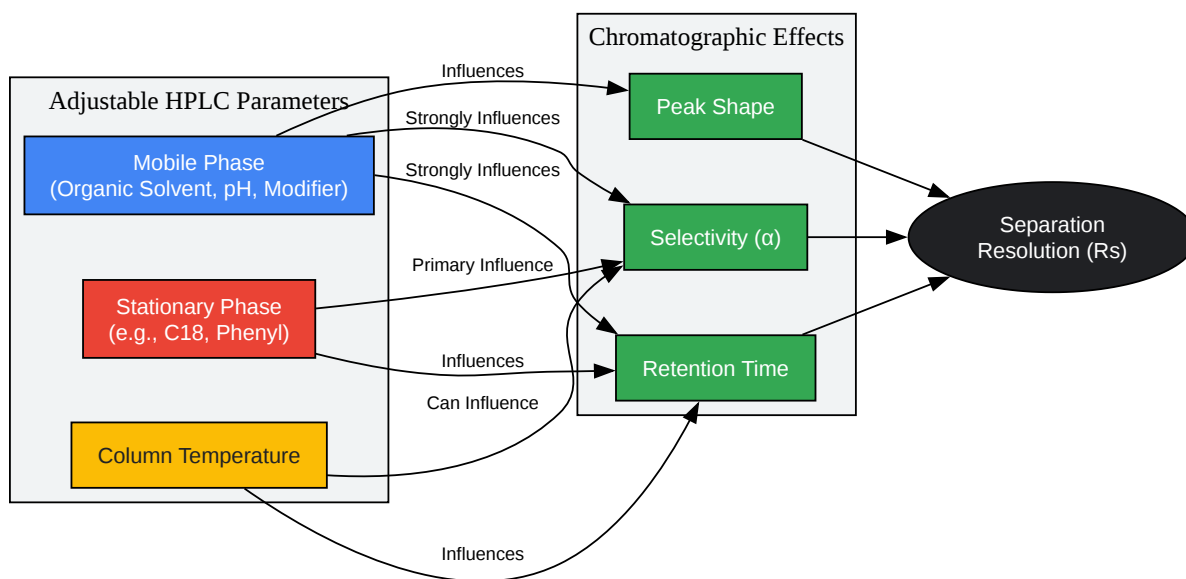 Adjustable HPLC Parameters
Mobile Phase
(Organic Solvent, pH, Modifier)
Stationary Phase
(e.g., C18, Phenyl)
Column Temperature
Influences
Strongly Influences
Strongly Influences
Primary Influence
Influences
Can Influence
Influences
Chromatographic Effects
Peak Shape
Selectivity (α)
Retention Time
Separation
Resolution (Rs)